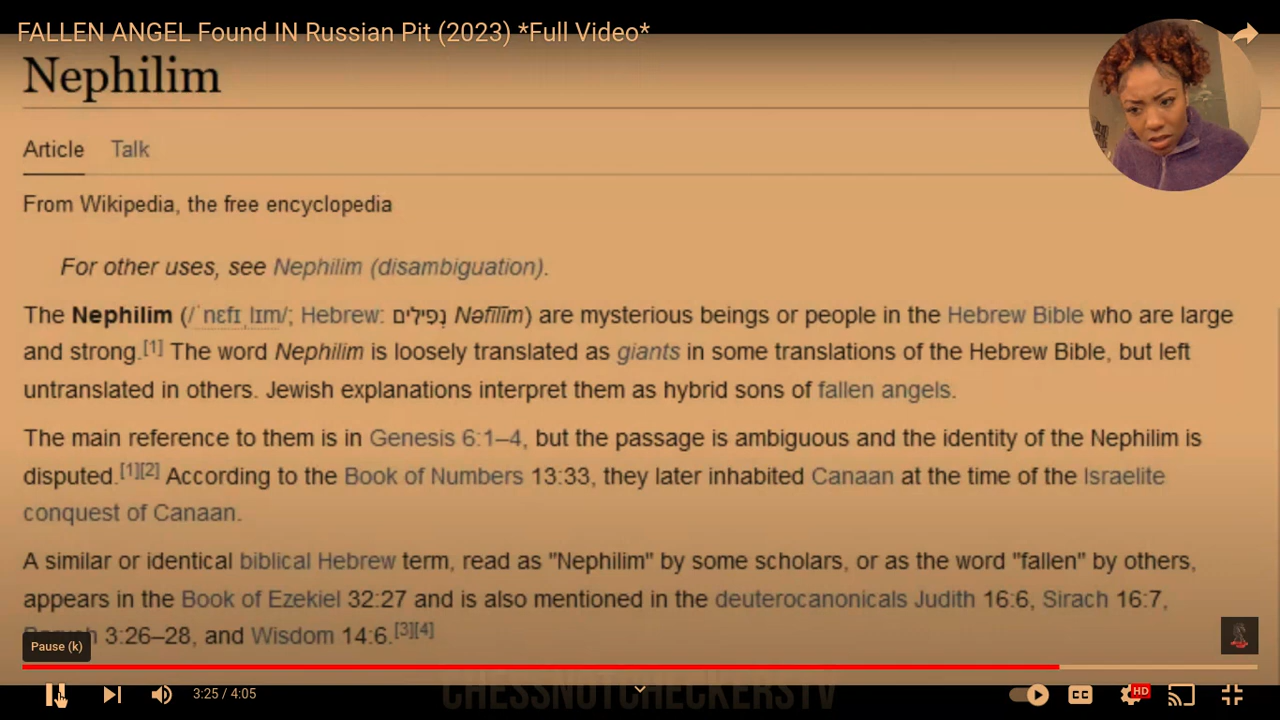 FALLEN ANGEL Found IN Russian Pit (2023) *Full Video*
Nephilim
Article Talk
From Wikipedia, the free encyclopedia
For other uses, see Nephilim (disambiguation).
The Nephilim (/ˈnɛfɪˌlɪm/; Hebrew: נְפִילִים Nəfīlīm) are mysterious beings or people in the Hebrew Bible who are large
and strong.[1] The word Nephilim is loosely translated as giants in some translations of the Hebrew Bible, but left
untranslated in others. Jewish explanations interpret them as hybrid sons of fallen angels.
The main reference to them is in Genesis 6:1–4, but the passage is ambiguous and the identity of the Nephilim is
disputed.[1][2] According to the Book of Numbers 13:33, they later inhabited Canaan at the time of the Israelite
conquest of Canaan.
A similar or identical biblical Hebrew term, read as "Nephilim" by some scholars, or as the word "fallen" by others,
appears in the Book of Ezekiel 32:27 and is also mentioned in the deuterocanonicals Judith 16:6, Sirach 16:7,
3:26–28, and Wisdom 14:6.[3][4]
Pause (k)
3:25 / 4:05
CHESSNOTCHECKERSTV
CC
HD